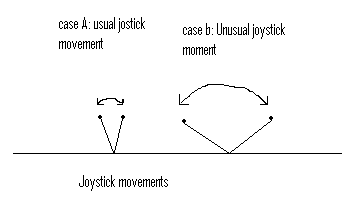 case A: usual jostick
movement
case b: Unusual joystick
moment
Joystick movements